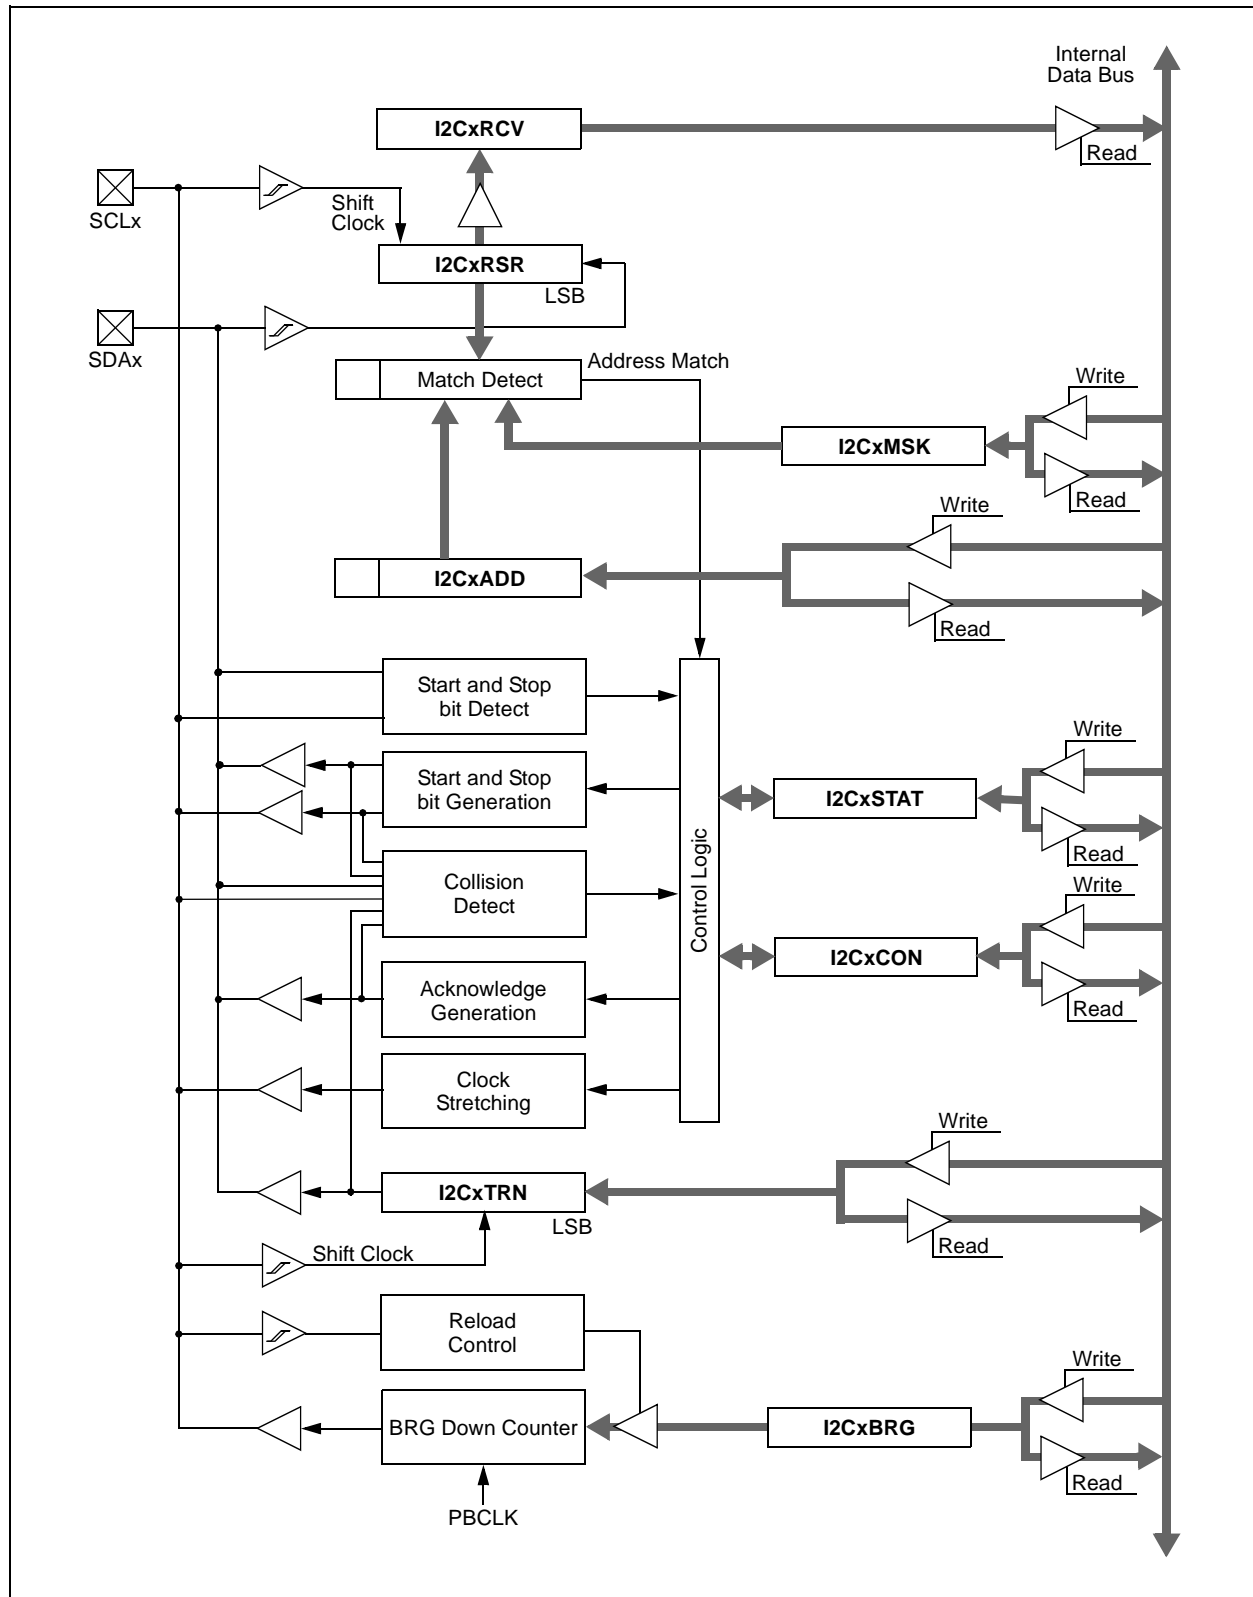 Internal
Data Bus
I2CxRCV
Read
SCLx
Shift
Clock
I2CxRSR
LSB
SDAx
Address Match
Match Detect
Write
I2CxMSK
Read
Write
I2CxADD
Read
Start and Stop
bit Detect
Write
Start and Stop
bit Generation
I2CxSTAT
Read
Control Logic
Collision
Detect
Write
I2CxCON
Acknowledge
Generation
Read
Clock
Stretching
Write
I2CxTRN
LSB
Read
Shift Clock
Reload
Control
Write
BRG Down Counter
I2CxBRG
Read
PBCLK